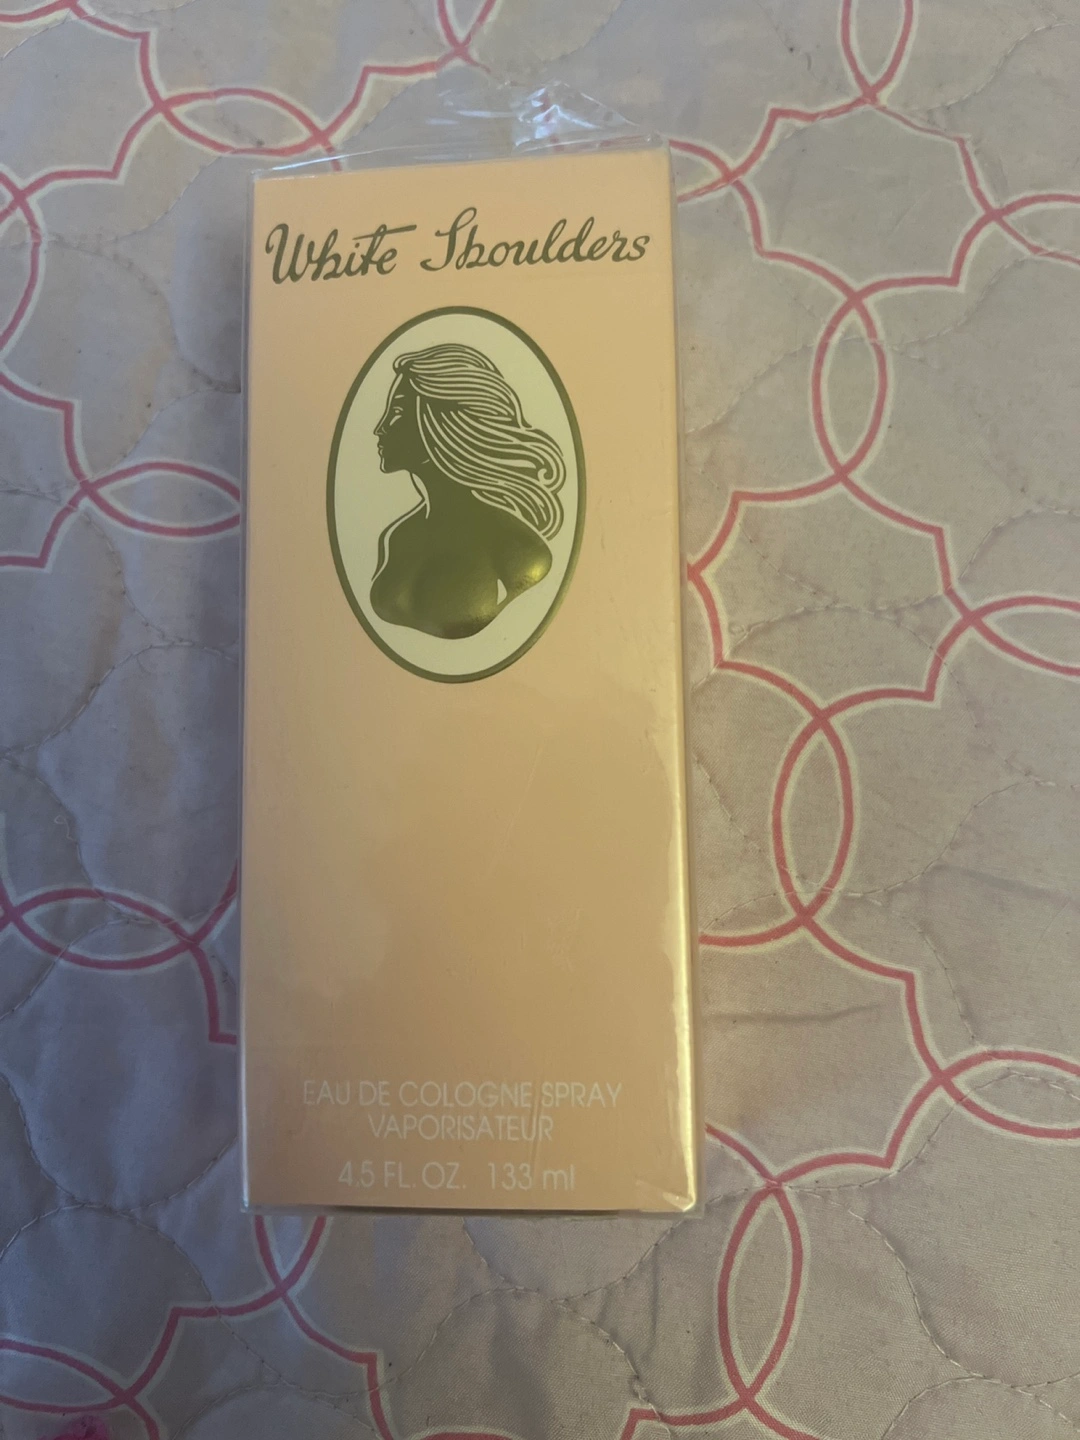 White Shoulders
EAU DE COLOGNE SPRAY
VAPORISATEUR
4.5 FL. OZ. 133 ml